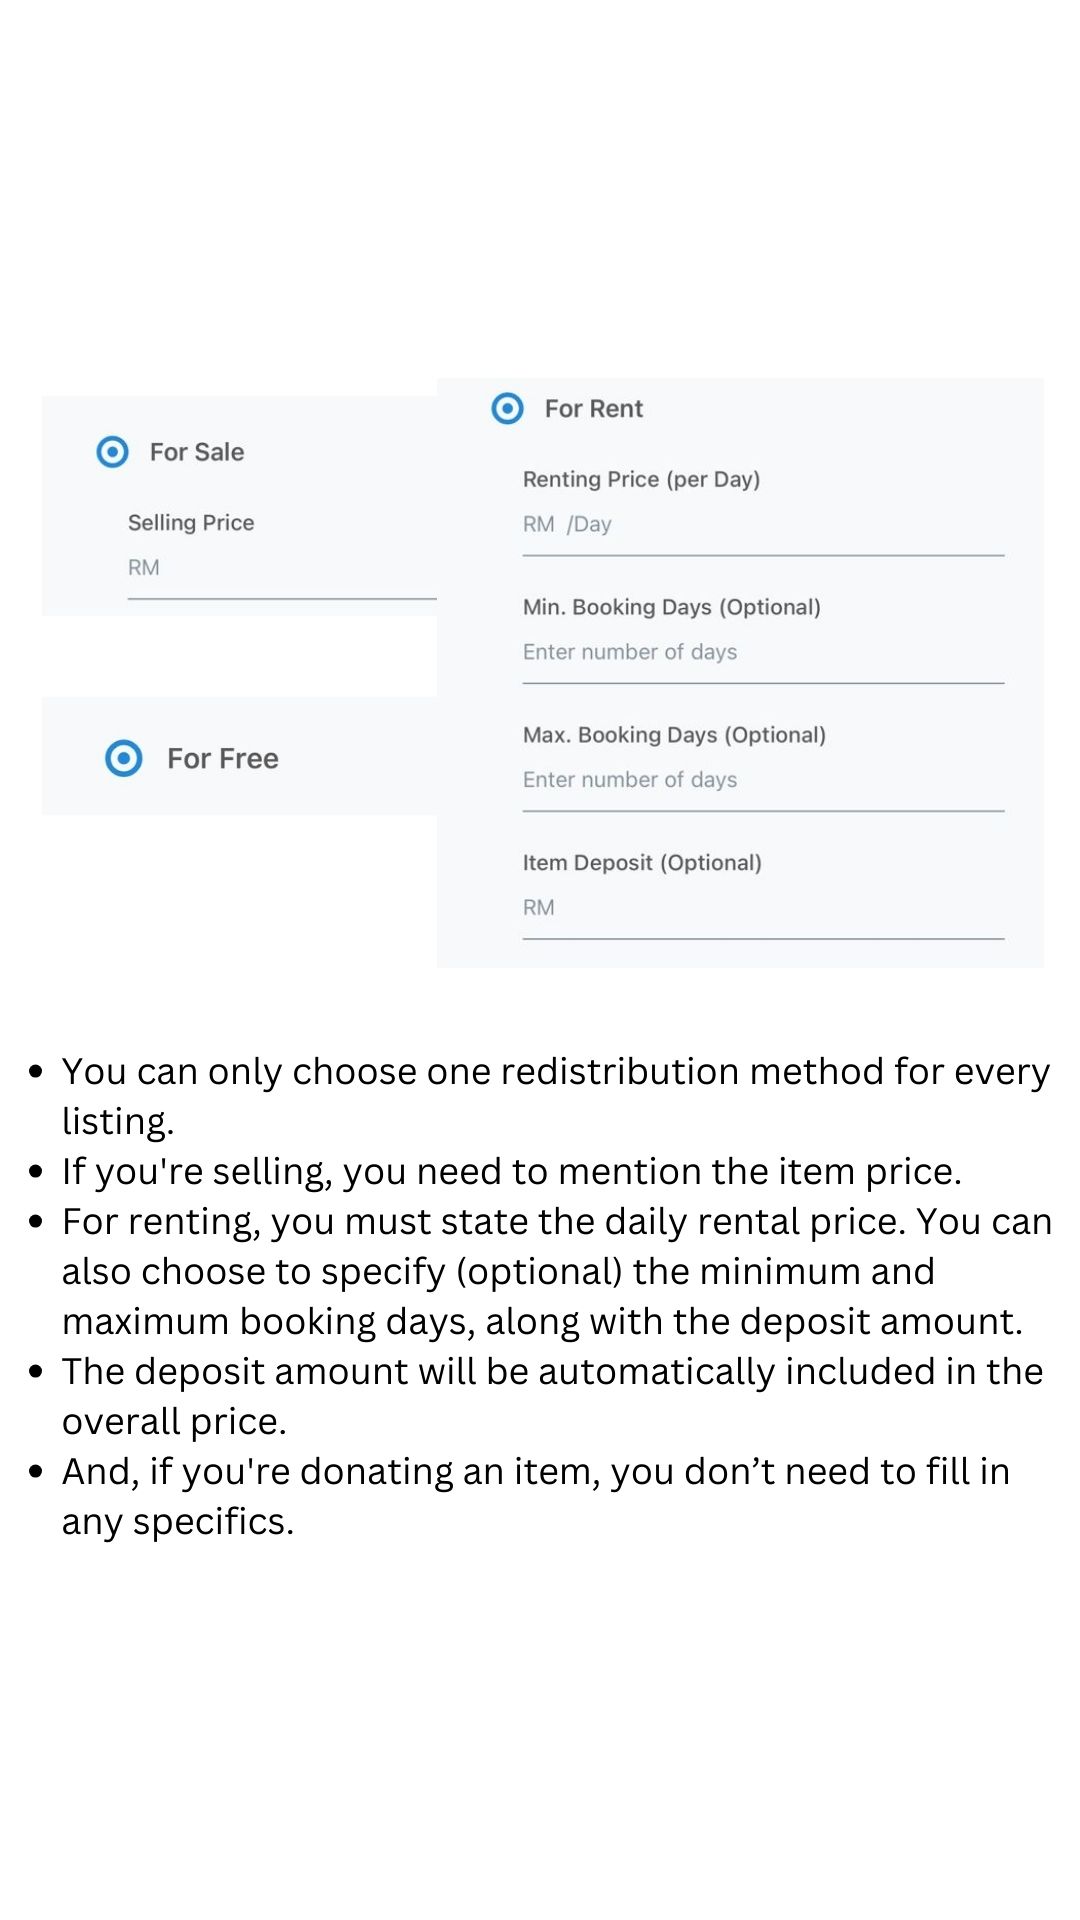 For Sale
Selling Price
RM
For Free
For Rent
Renting Price (per Day)
RM /Day
Min. Booking Days (Optional)
Enter number of days
Max. Booking Days (Optional)
Enter number of days
Item Deposit (Optional)
RM
• You can only choose one redistribution method for every
listing.
• If you're selling, you need to mention the item price.
• For renting, you must state the daily rental price. You can
also choose to specify (optional) the minimum and
maximum booking days, along with the deposit amount.
• The deposit amount will be automatically included in the
overall price.
• And, if you're donating an item, you don’t need to fill in
any specifics.